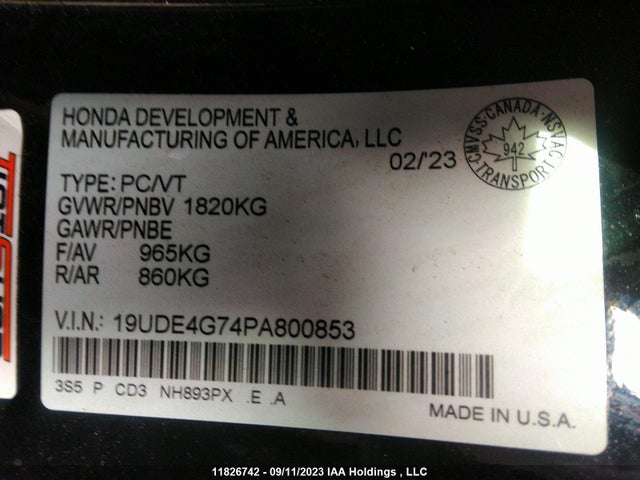 HONDA DEVELOPMENT &
MANUFACTURING OF AMERICA, LLC
02/'23
CMVSS·CANADA·NSVAC
942
TRANSPORT
TYPE: PC/VT
GVWR/PNBV 1820KG
GAWR/PNBE
F/AV 965KG
R/AR 860KG
V.I.N.: 19UDE4G74PA800853
3S5 P CD3 NH893PX .E .A
MADE IN U.S.A.
11826742 - 09/11/2023 IAA Holdings , LLC